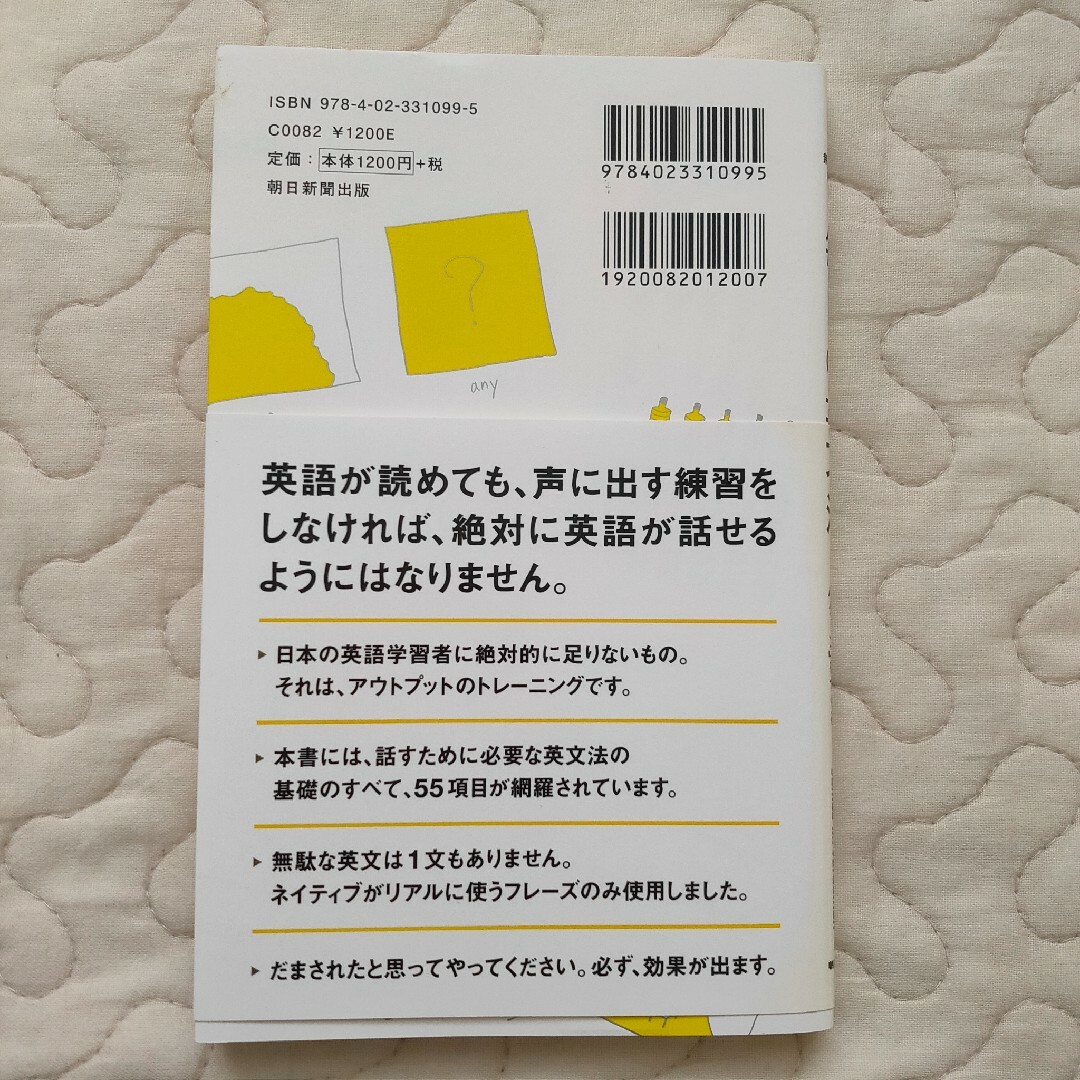 ISBN 978-4-02-331099-5
C0082 ¥1200E
定価：本体1200円+税
朝日新聞出版
9784023310995
1920082012007
?
any
英語が読めても、声に出す練習を
しなければ、絶対に英語が話せる
ようにはなりません。
▶日本の英語学習者に絶対的に足りないもの。
それは、アウトプットのトレーニングです。
▶本書には、話すために必要な英文法の
基礎のすべて、55項目が網羅されています。
▶無駄な英文は1文もありません。
ネイティブがリアルに使うフレーズのみ使用しました。
▶だまされたと思ってやってください。必ず、効果が出ます。